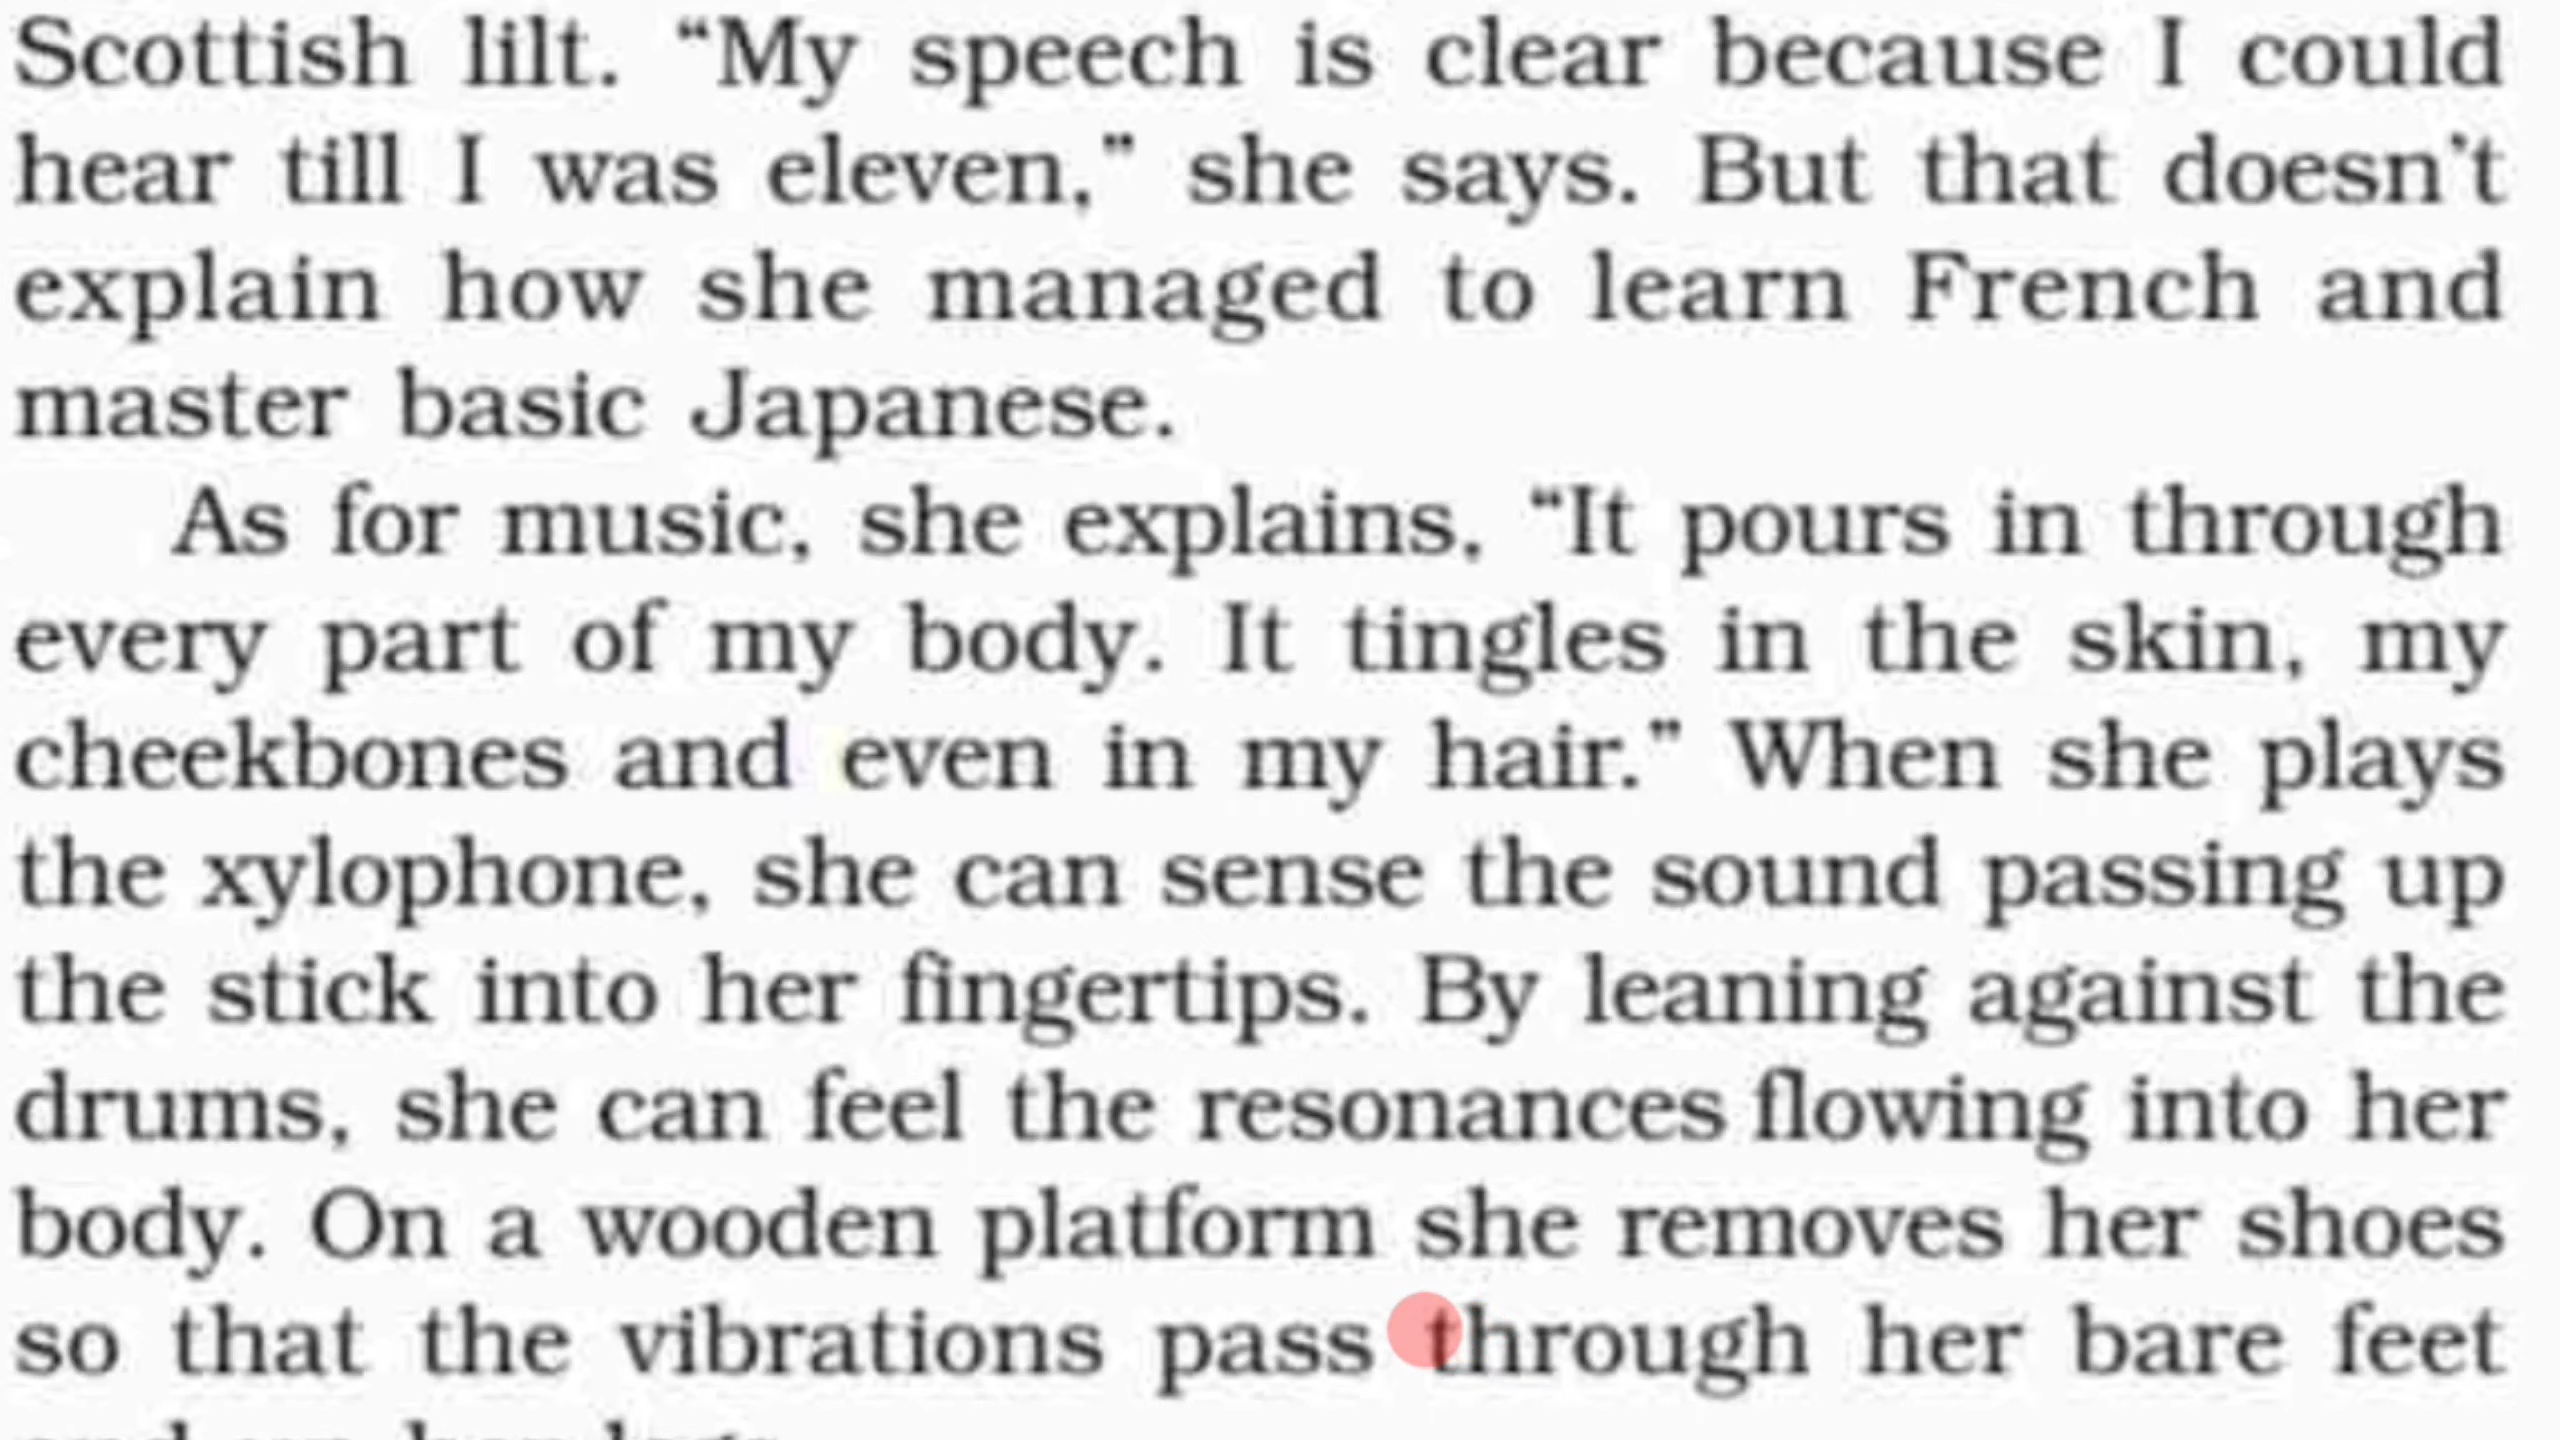 Scottish lilt. “My speech is clear because I could
hear till I was eleven,” she says. But that doesn’t
explain how she managed to learn French and
master basic Japanese.
As for music, she explains, “It pours in through
every part of my body. It tingles in the skin, my
cheekbones and even in my hair.” When she plays
the xylophone, she can sense the sound passing up
the stick into her fingertips. By leaning against the
drums, she can feel the resonances flowing into her
body. On a wooden platform she removes her shoes
so that the vibrations pass through her bare feet
and up her legs.